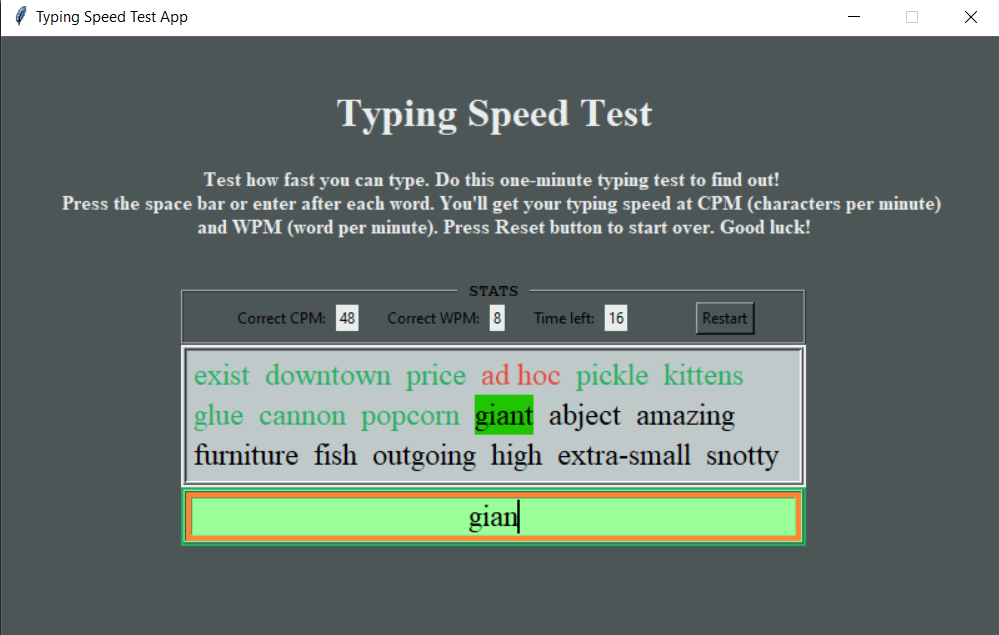 Typing Speed Test App
Typing Speed Test
Test how fast you can type. Do this one-minute typing test to find out!
Press the space bar or enter after each word. You'll get your typing speed at CPM (characters per minute)
and WPM (word per minute). Press Reset button to start over. Good luck!
STATS
Correct CPM: 48 Correct WPM: 8 Time left: 16 Restart
exist downtown price ad hoc pickle kittens
glue cannon popcorn giant abject amazing
furniture fish outgoing high extra-small snotty
gian